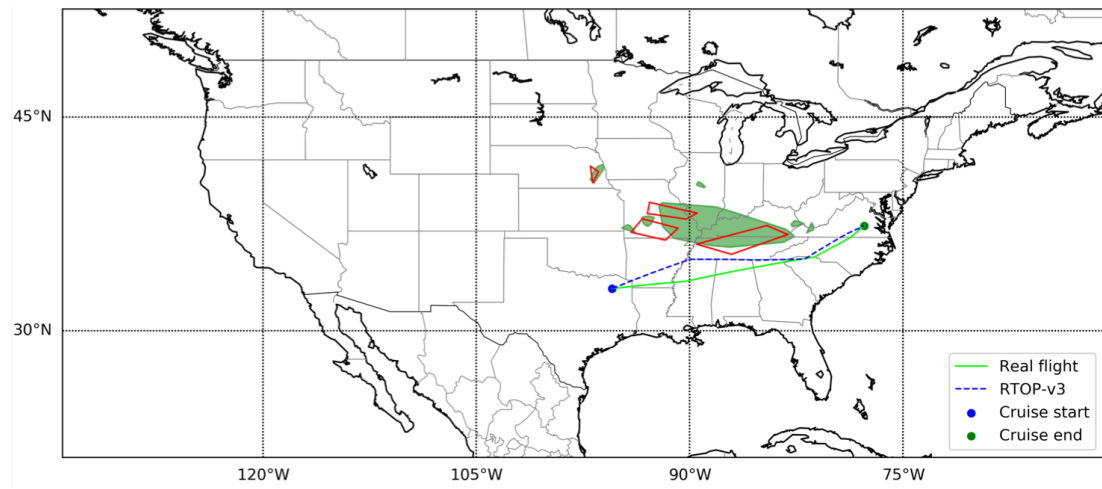 45°N
30°N
120°W
105°W
90°W
75°W
Real flight
RTOP-v3
Cruise start
Cruise end